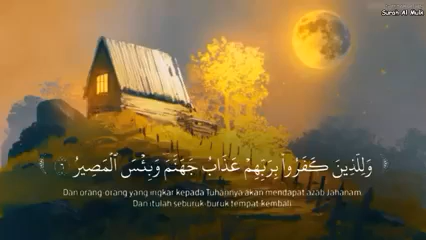 Surah Al Mulk
وَلِلَّذِينَ كَفَرُوا۟ بِرَبِّهِمْ عَذَابُ جَهَنَّمَ وَبِئْسَ الْمَصِيرُ ٦
Dan orang-orang yang ingkar kepada Tuhannya akan mendapat azab Jahanam.
Dan itulah seburuk-buruk tempat kembali.